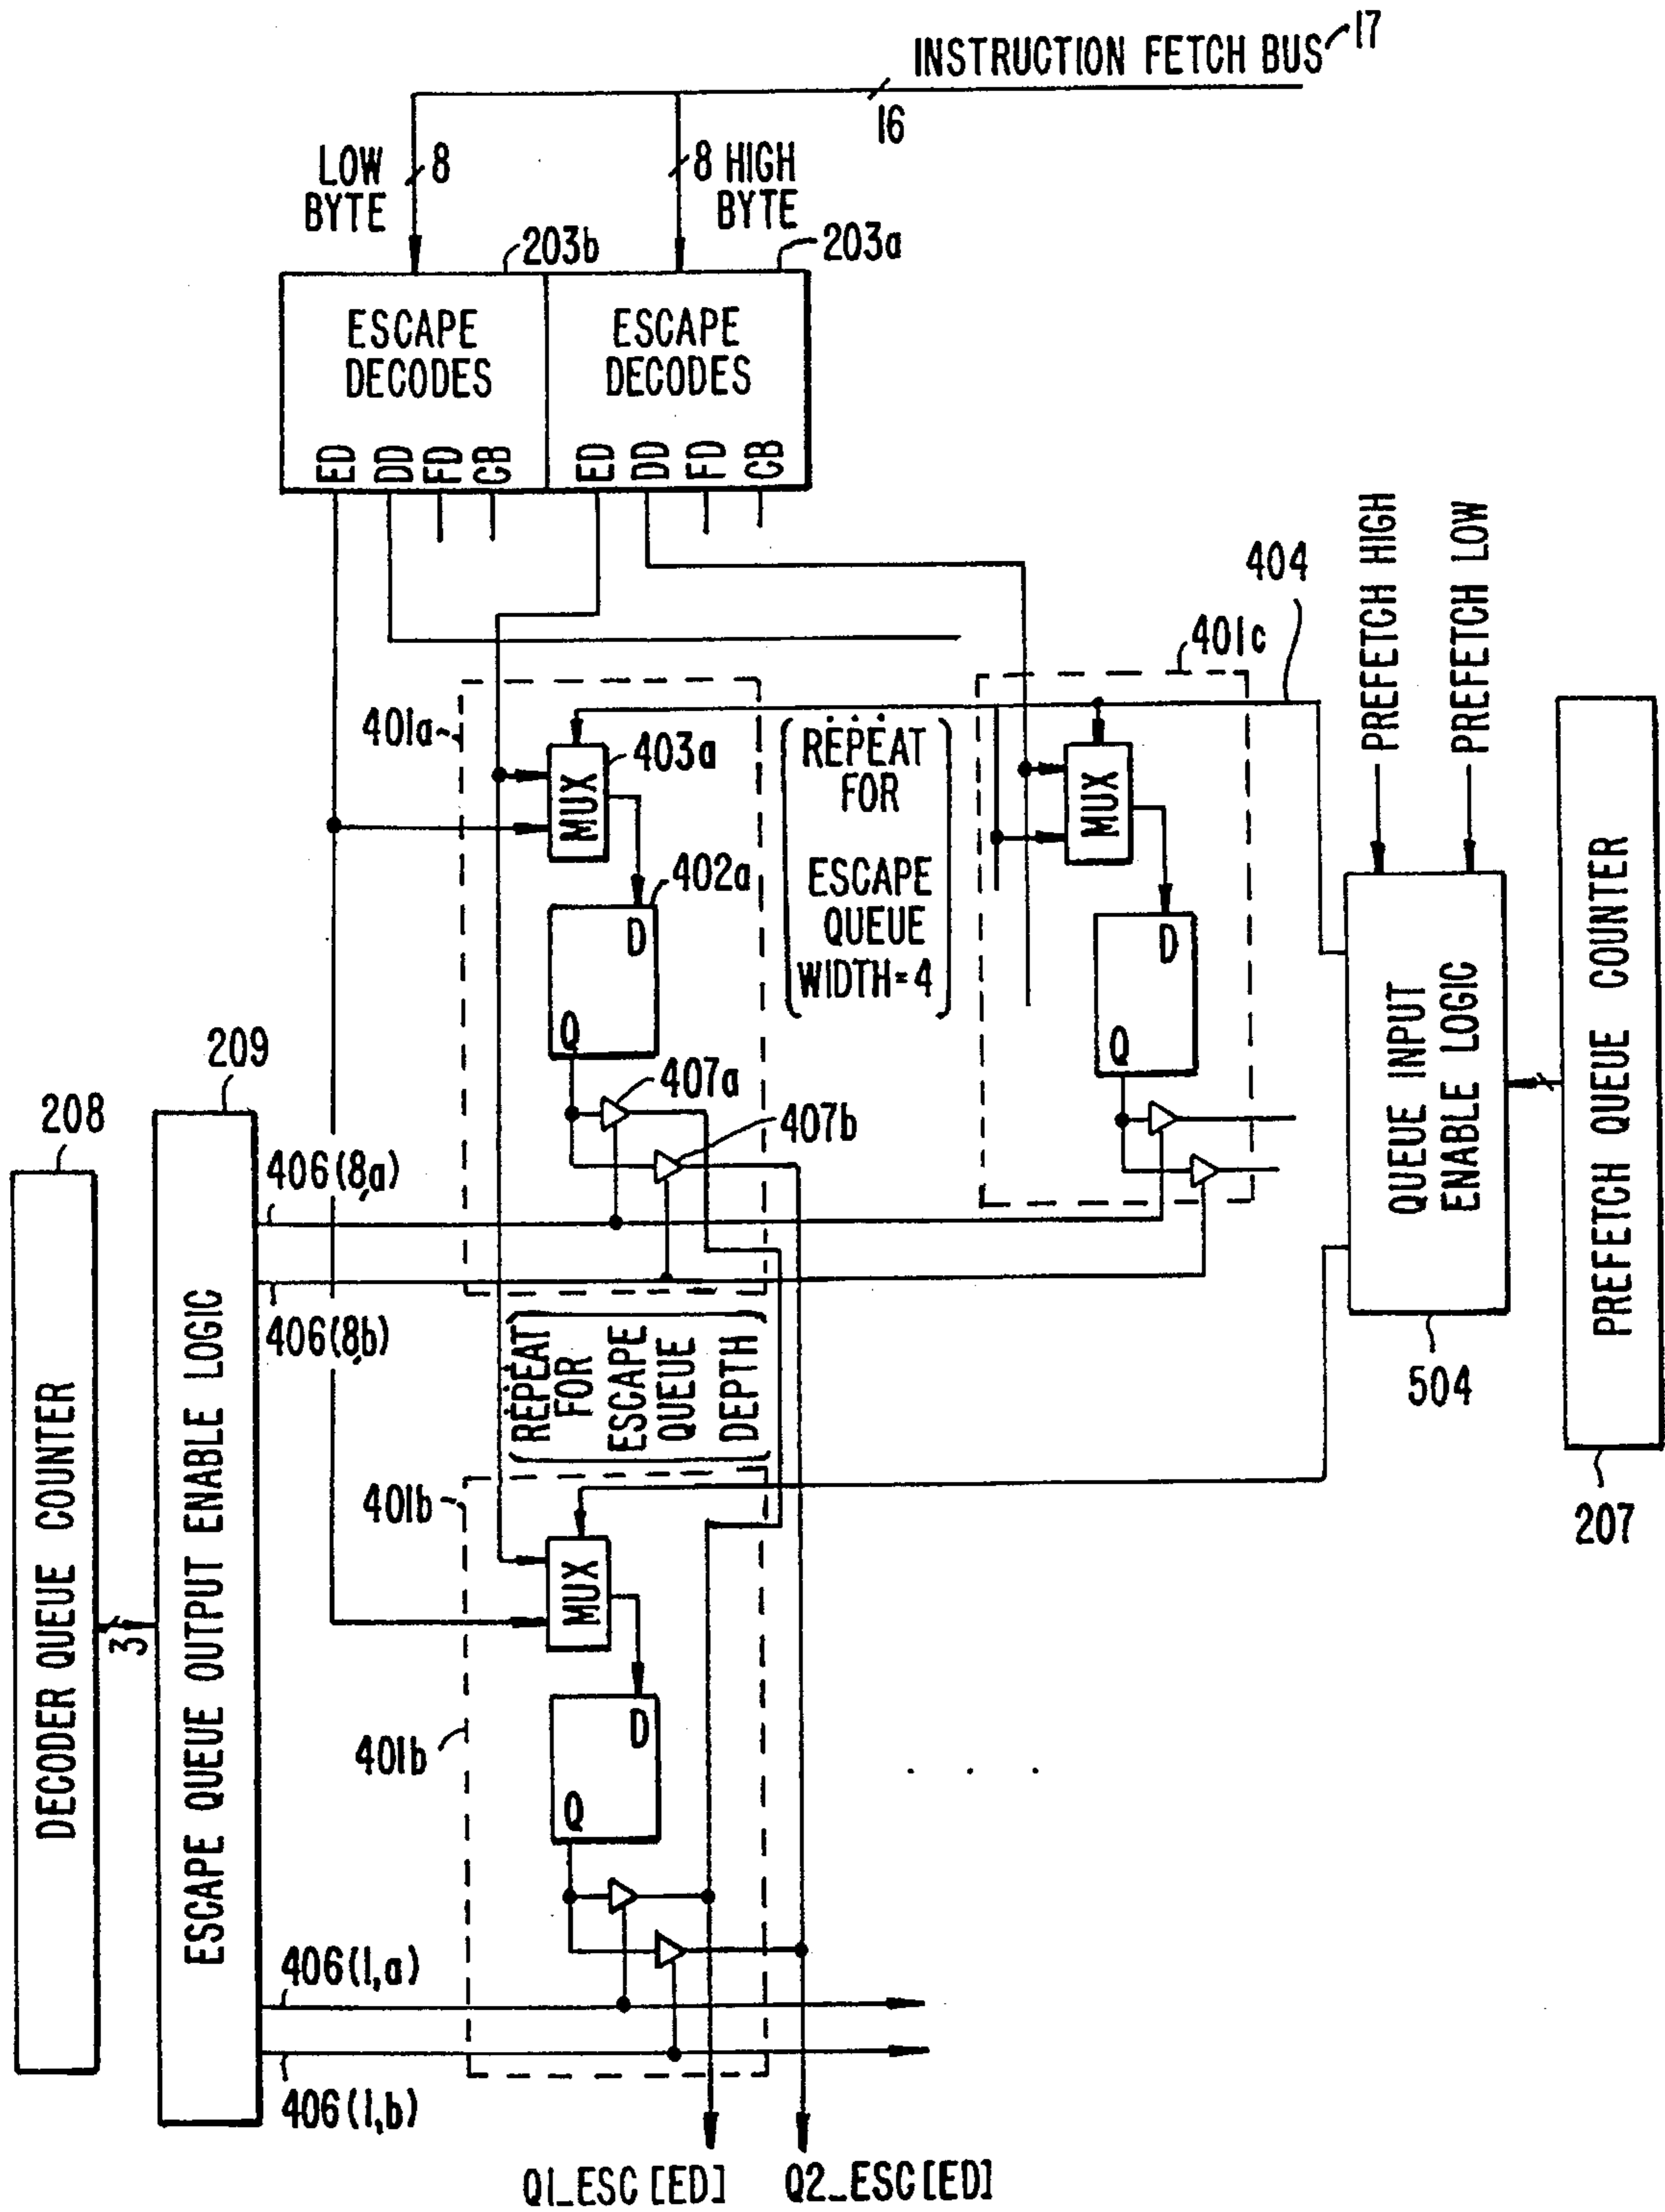 INSTRUCTION FETCH BUS 17
16
LOW
BYTE
8
8 HIGH
BYTE
203b
203a
ESCAPE
DECODES
ESCAPE
DECODES
ED DD FD CB
ED DD FD CB
PREFETCH HIGH
PREFETCH LOW
404
401c
401a
403a
MUX
REPEAT
FOR
ESCAPE
QUEUE
WIDTH=4
MUX
402a
D
Q
D
Q
407a
407b
QUEUE INPUT
ENABLE LOGIC
504
PREFETCH QUEUE COUNTER
207
208
DECODER QUEUE COUNTER
3
209
ESCAPE QUEUE OUTPUT ENABLE LOGIC
406(8,a)
406(8,b)
REPEAT
FOR
ESCAPE
QUEUE
DEPTH
401b
MUX
401b
D
Q
. . .
406(1,a)
406(1,b)
Q1_ESC[ED]
Q2_ESC[ED]